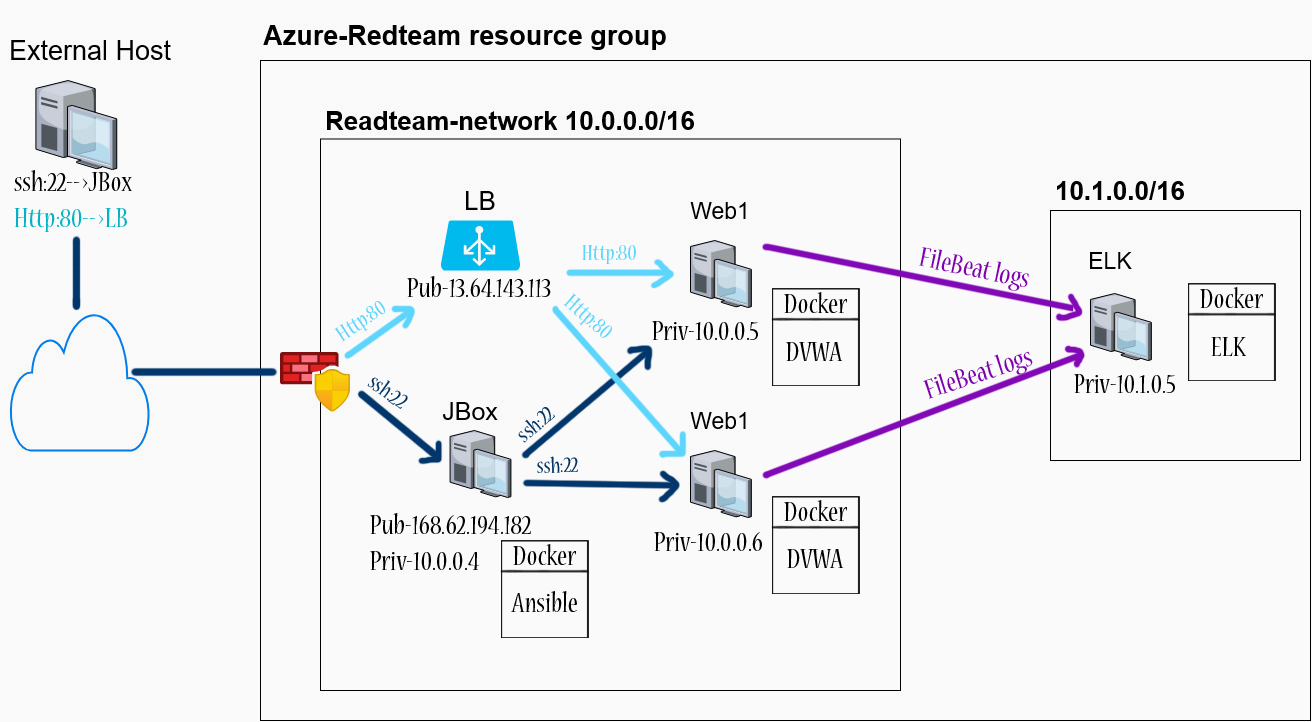 Azure-Redteam resource group
External Host
ssh:22-->JBox
Http:80-->LB
Readteam-network 10.0.0.0/16
LB
Pub-13.64.143.113
Http:80
Http:80
Http:80
Web1
Priv-10.0.0.5
Docker
DVWA
ssh:22
JBox
ssh:22
ssh:22
Pub-168.62.194.182
Priv-10.0.0.4
Docker
Ansible
Web1
Priv-10.0.0.6
Docker
DVWA
FileBeat logs
FileBeat logs
10.1.0.0/16
ELK
Priv-10.1.0.5
Docker
ELK